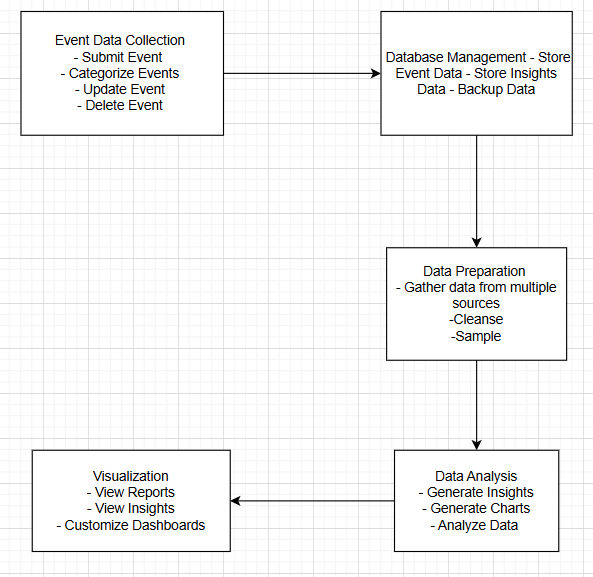 Event Data Collection
- Submit Event
- Categorize Events
- Update Event
- Delete Event
Database Management - Store
Event Data - Store Insights
Data - Backup Data
Data Preparation
- Gather data from multiple
sources
-Cleanse
-Sample
Data Analysis
- Generate Insights
- Generate Charts
- Analyze Data
Visualization
- View Reports
- View Insights
- Customize Dashboards